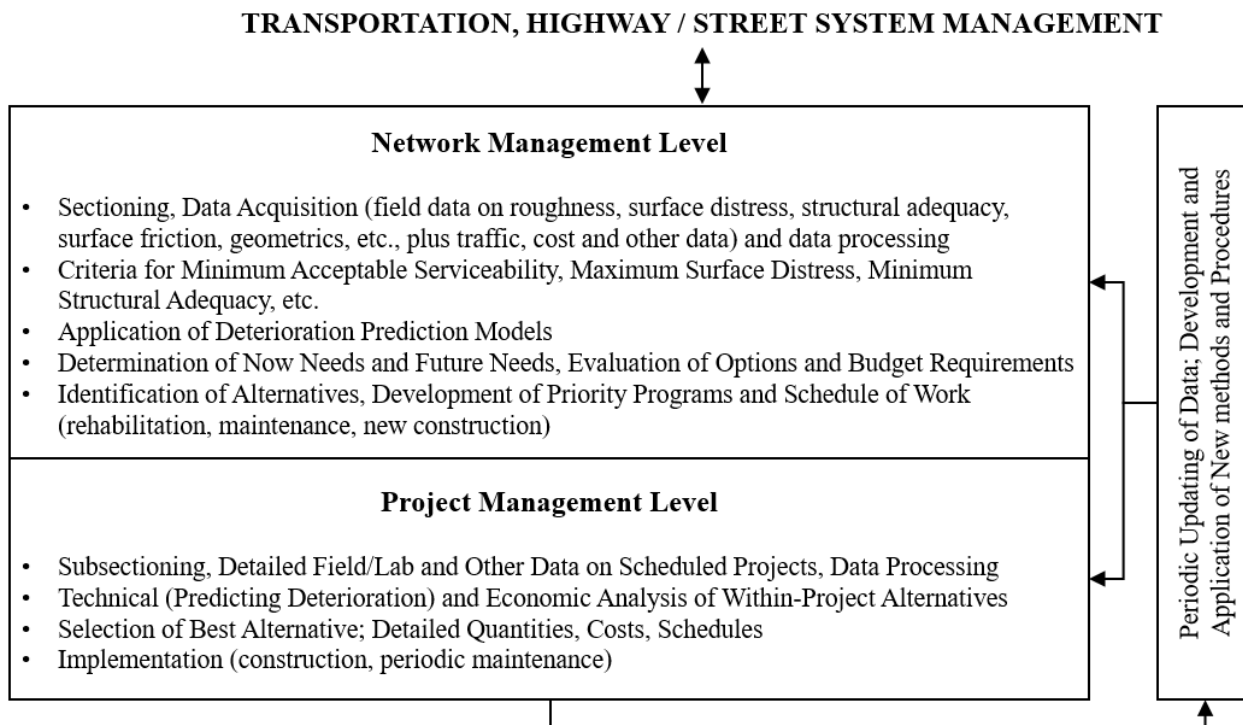 TRANSPORTATION, HIGHWAY / STREET SYSTEM MANAGEMENT
Network Management Level
• Sectioning, Data Acquisition (field data on roughness, surface distress, structural adequacy,
surface friction, geometrics, etc., plus traffic, cost and other data) and data processing
• Criteria for Minimum Acceptable Serviceability, Maximum Surface Distress, Minimum
Structural Adequacy, etc.
• Application of Deterioration Prediction Models
• Determination of Now Needs and Future Needs, Evaluation of Options and Budget Requirements
• Identification of Alternatives, Development of Priority Programs and Schedule of Work
(rehabilitation, maintenance, new construction)
Project Management Level
• Subsectioning, Detailed Field/Lab and Other Data on Scheduled Projects, Data Processing
• Technical (Predicting Deterioration) and Economic Analysis of Within-Project Alternatives
• Selection of Best Alternative; Detailed Quantities, Costs, Schedules
• Implementation (construction, periodic maintenance)
Periodic Updating of Data; Development and
Application of New methods and Procedures